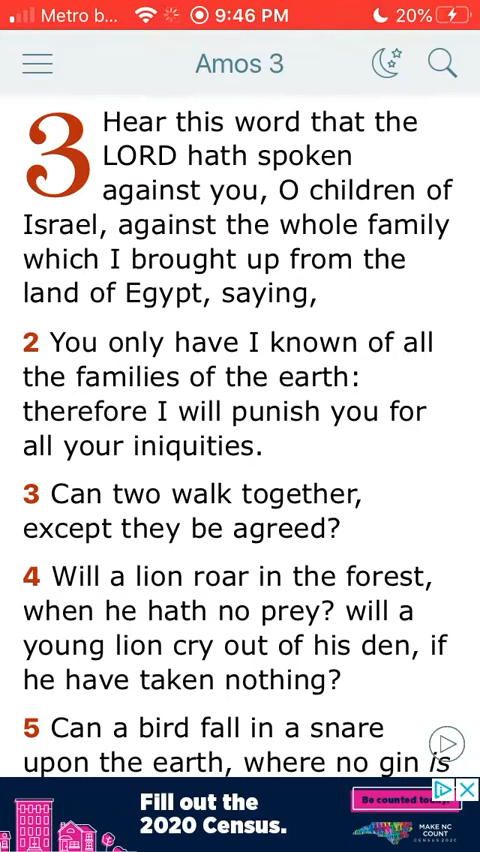 Metro b... 9:46 PM 20%
Amos 3
3 Hear this word that the
LORD hath spoken
against you, O children of
Israel, against the whole family
which I brought up from the
land of Egypt, saying,
2 You only have I known of all
the families of the earth:
therefore I will punish you for
all your iniquities.
3 Can two walk together,
except they be agreed?
4 Will a lion roar in the forest,
when he hath no prey? will a
young lion cry out of his den, if
he have taken nothing?
5 Can a bird fall in a snare
upon the earth, where no gin is
Fill out the
2020 Census.
Be counted today.
MAKE NC
COUNT
CENSUS 2020